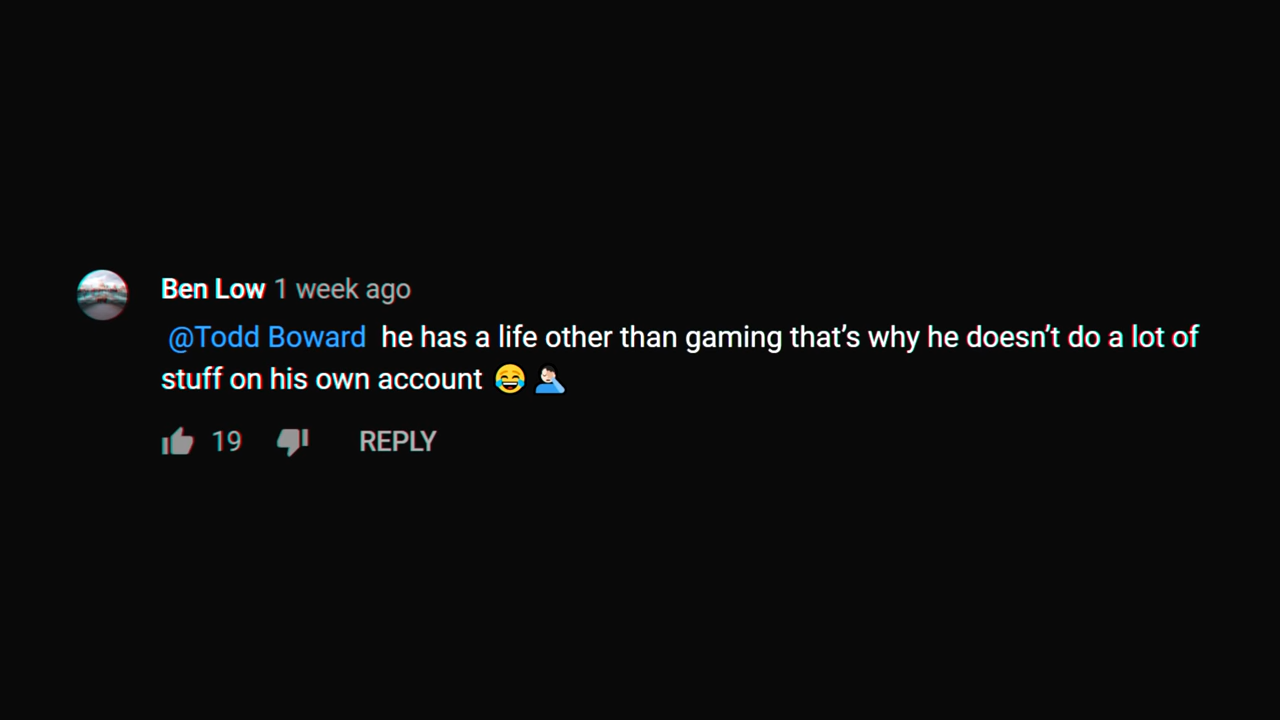 Ben Low 1 week ago
@Todd Boward he has a life other than gaming that’s why he doesn’t do a lot of
stuff on his own account 😂 🤦🏻‍♂️
19 REPLY